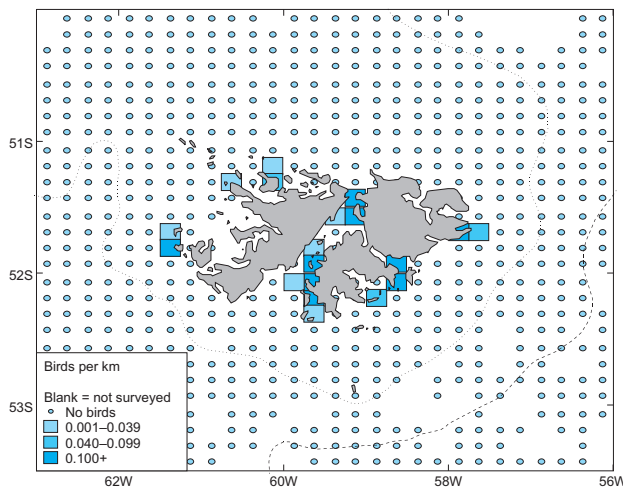 51S
52S
53S
Birds per km
Blank = not surveyed
No birds
0.001–0.039
0.040–0.099
0.100+
62W
60W
58W
56W